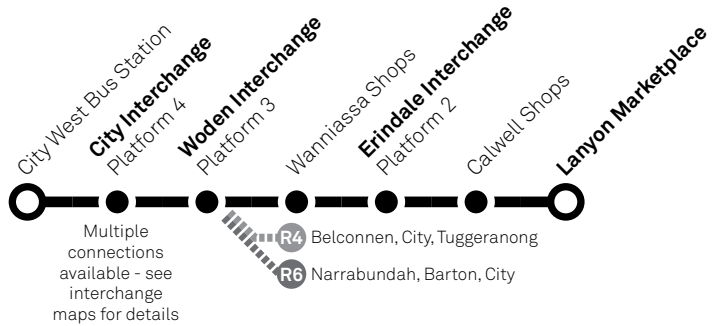 City West Bus Station
City Interchange
Platform 4
Woden Interchange
Platform 3
Wanniassa Shops
Erindale Interchange
Platform 2
Calwell Shops
Lanyon Marketplace
Multiple
connections
available - see
interchange
maps for details
R4 Belconnen, City, Tuggeranong
R6 Narrabundah, Barton, City